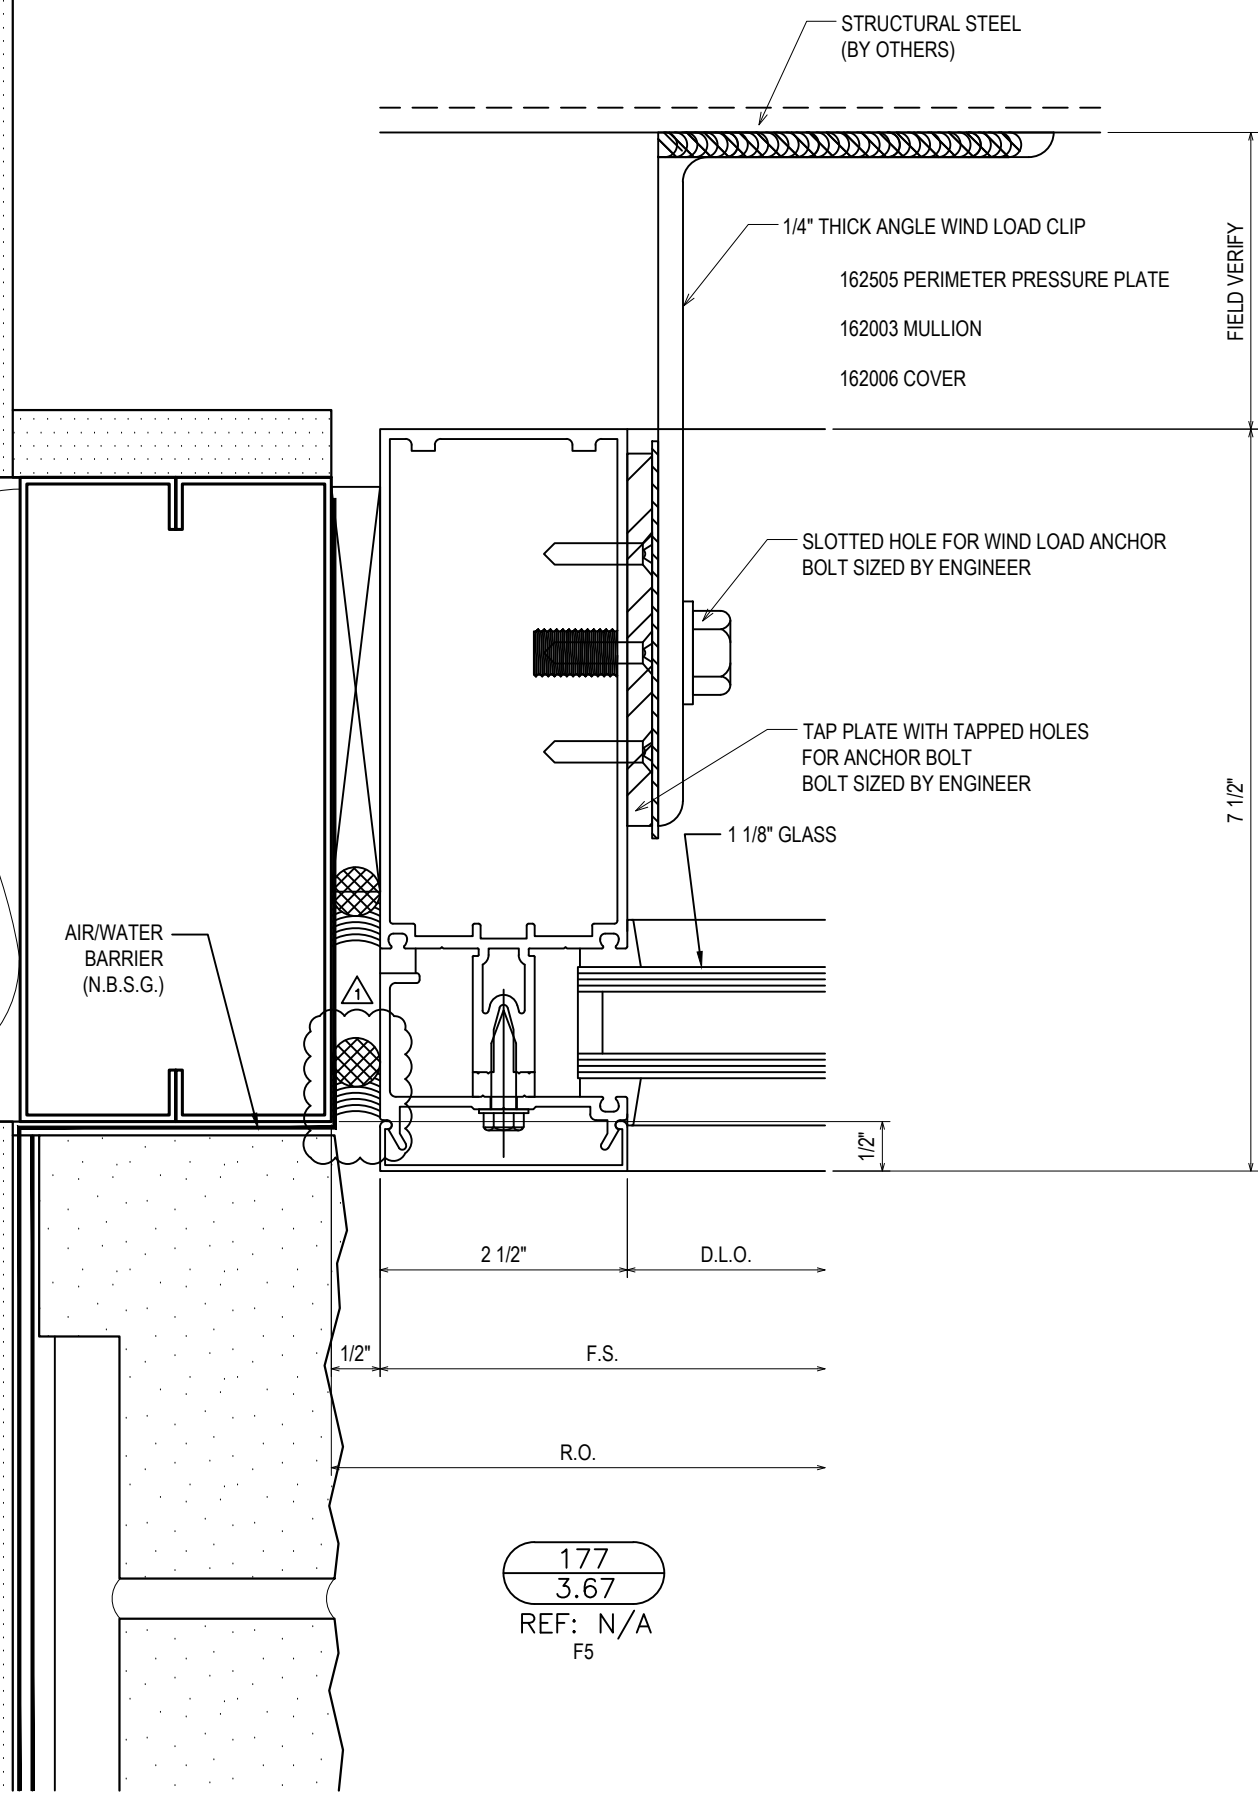 STRUCTURAL STEEL
(BY OTHERS)
1/4" THICK ANGLE WIND LOAD CLIP
162505 PERIMETER PRESSURE PLATE
162003 MULLION
162006 COVER
FIELD VERIFY
SLOTTED HOLE FOR WIND LOAD ANCHOR
BOLT SIZED BY ENGINEER
TAP PLATE WITH TAPPED HOLES
FOR ANCHOR BOLT
BOLT SIZED BY ENGINEER
7 1/2"
1 1/8" GLASS
AIR/WATER
BARRIER
(N.B.S.G.)
1
1/2"
2 1/2"
D.L.O.
1/2"
F.S.
R.O.
177
3.67
REF: N/A
F5